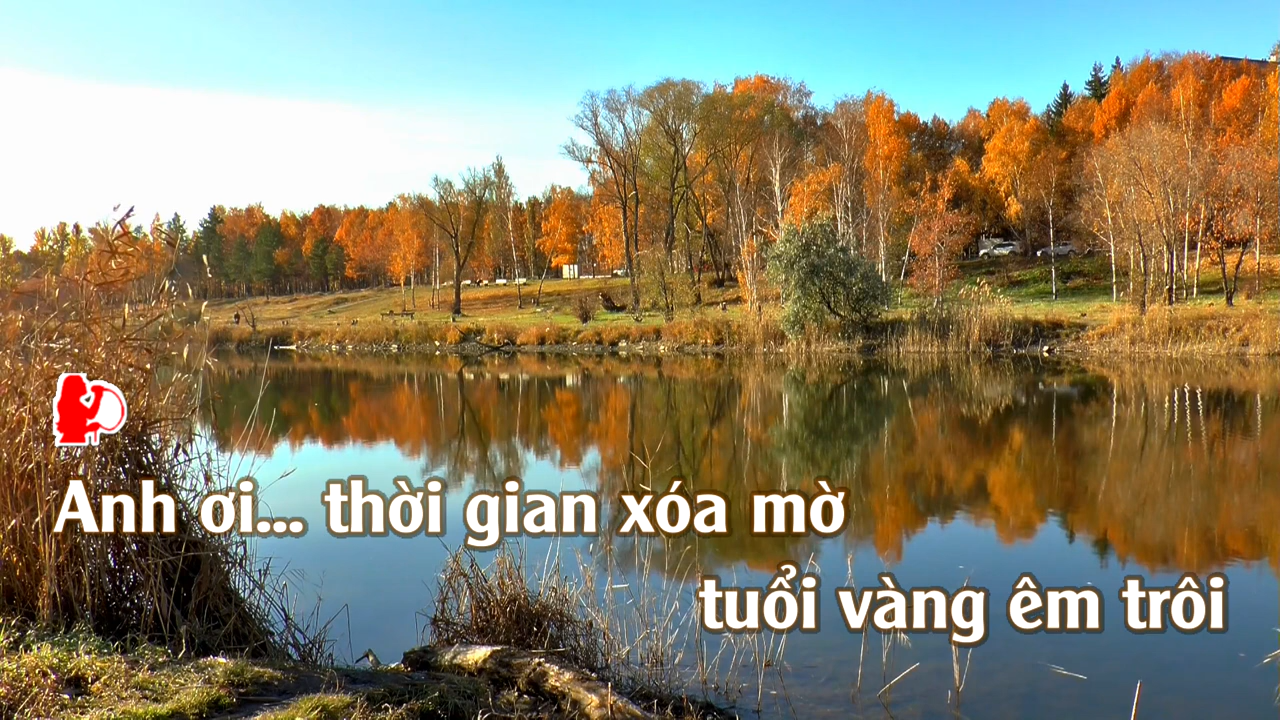 Anh ơi... thời gian xóa mờ
tuổi vàng êm trôi